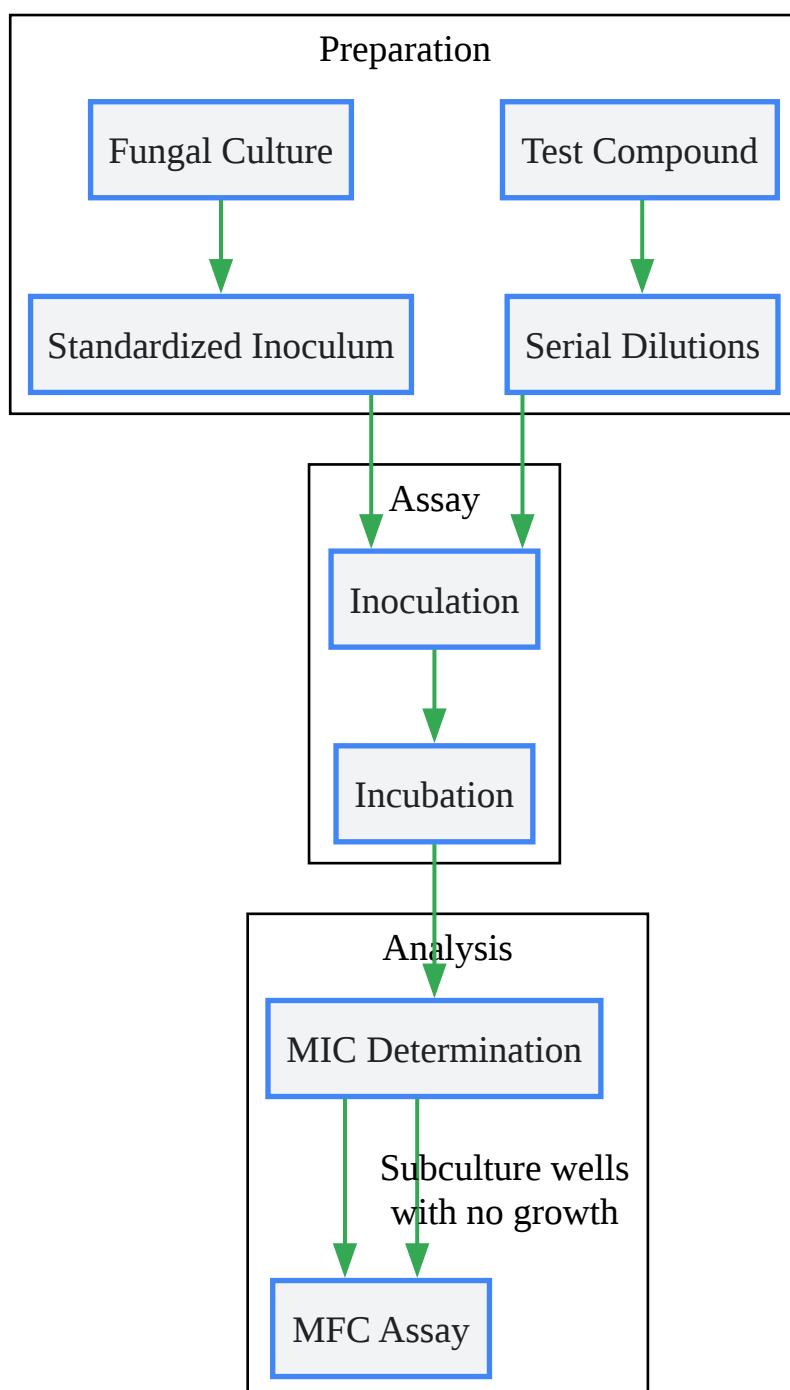 Preparation
Fungal Culture
Test Compound
Standardized Inoculum
Serial Dilutions
Assay
Inoculation
Incubation
Analysis
MIC Determination
Subculture wells
with no growth
MFC Assay